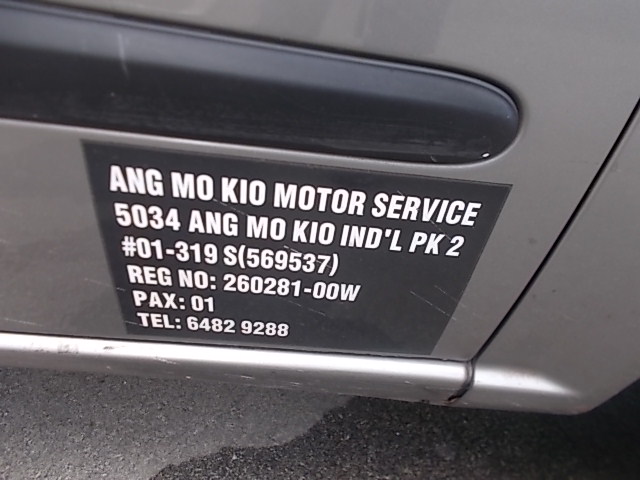 ANG MO KIO MOTOR SERVICE
5034 ANG MO KIO IND'L PK 2
#01-319 S(569537)
REG NO: 260281-00W
PAX: 01
TEL: 6482 9288